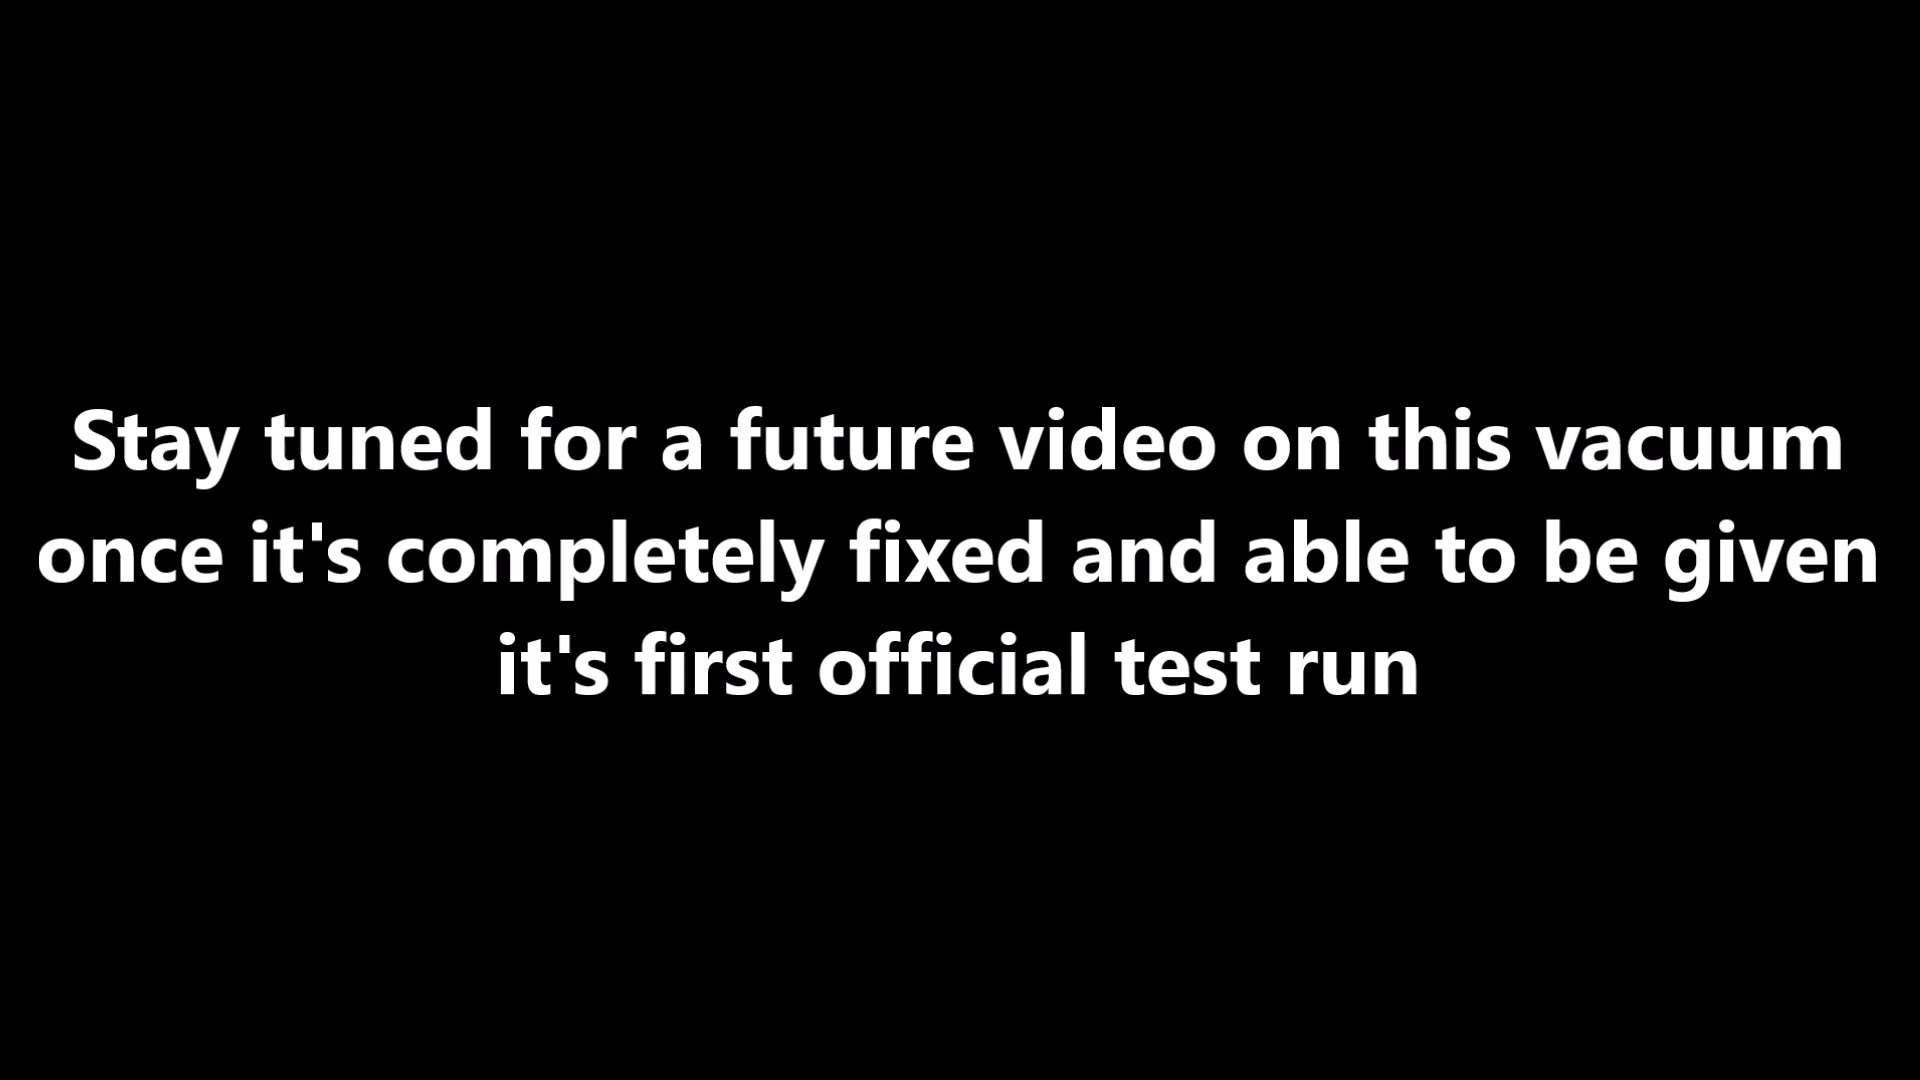 Stay tuned for a future video on this vacuum
once it's completely fixed and able to be given
it's first official test run